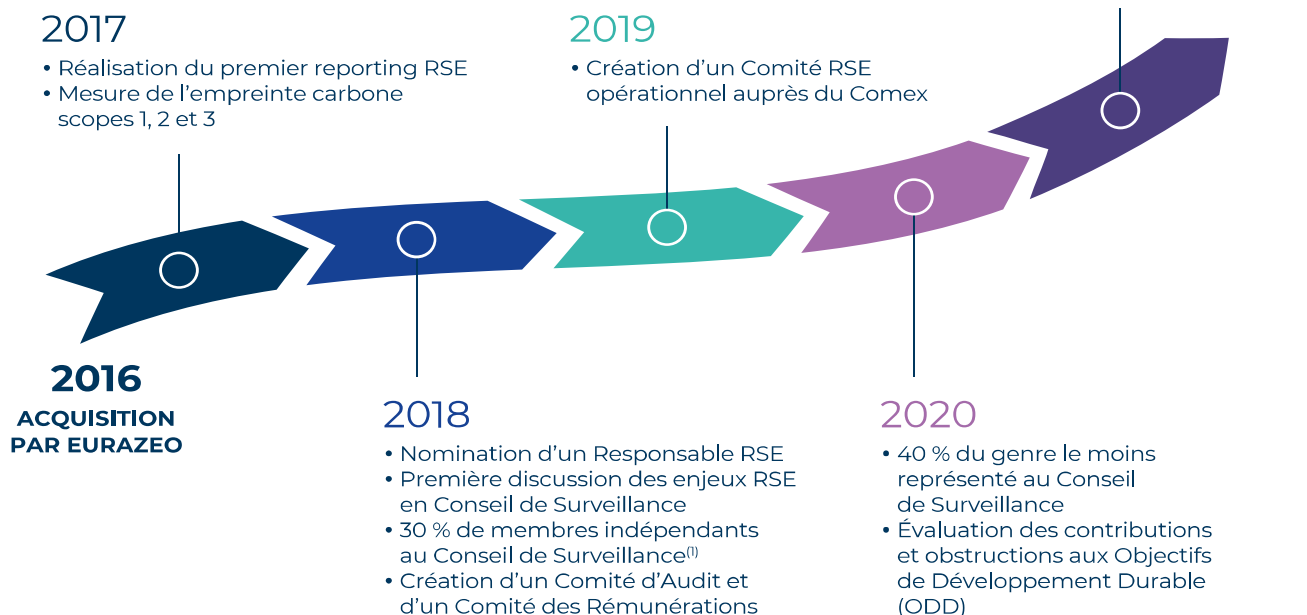 2017
• Réalisation du premier reporting RSE
• Mesure de l'empreinte carbone
scopes 1, 2 et 3
2019
• Création d'un Comité RSE
opérationnel auprès du Comex
2016
ACQUISITION
PAR EURAZEO
2018
• Nomination d'un Responsable RSE
• Première discussion des enjeux RSE
en Conseil de Surveillance
• 30 % de membres indépendants
au Conseil de Surveillance(1)
• Création d'un Comité d'Audit et
d'un Comité des Rémunérations
2020
• 40 % du genre le moins
représenté au Conseil
de Surveillance
• Évaluation des contributions
et obstructions aux Objectifs
de Développement Durable
(ODD)